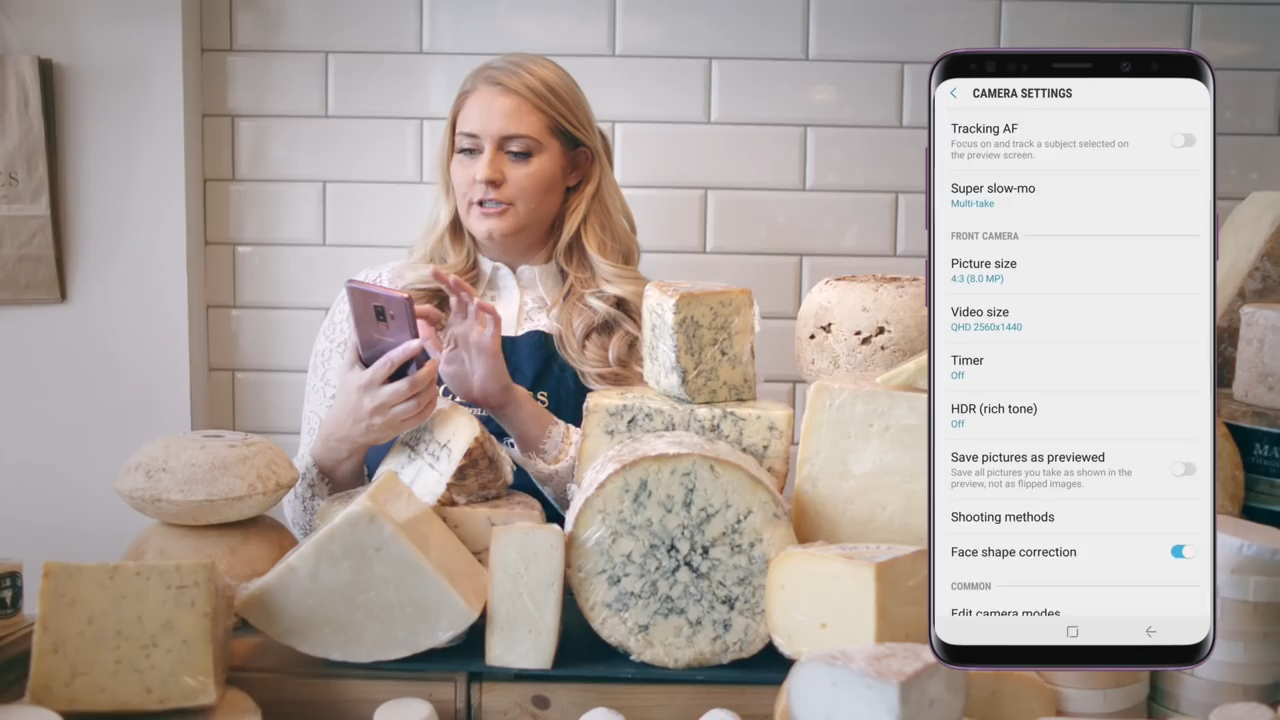 CAMERA SETTINGS
Tracking AF
Focus on and track a subject selected on
the preview screen.
Super slow-mo
Multi-take
FRONT CAMERA
Picture size
4:3 (8.0 MP)
Video size
QHD 2560x1440
Timer
Off
HDR (rich tone)
Off
Save pictures as previewed
Save all pictures you take as shown in the
preview, not as flipped images.
Shooting methods
Face shape correction
COMMON
Edit camera modes